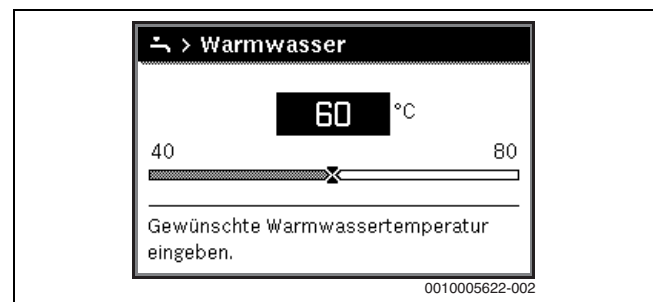 > Warmwasser
60 °C
40 80
Gewünschte Warmwassertemperatur
eingeben.
0010005622-002